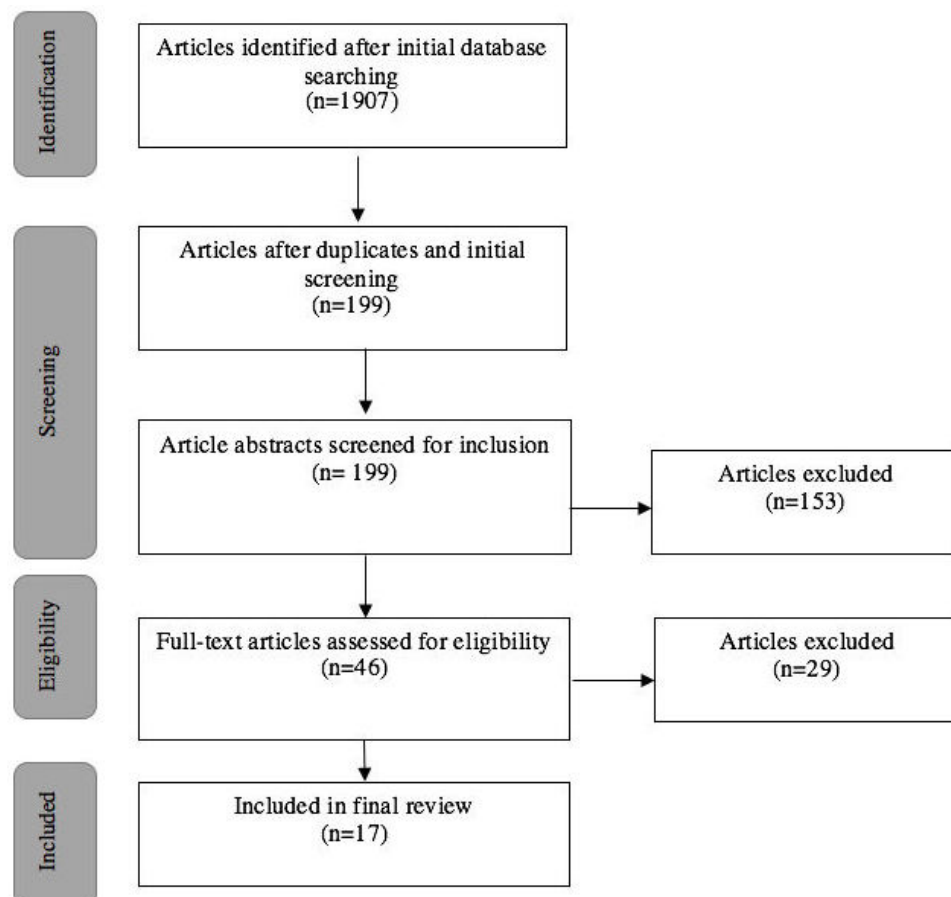 Identification
Articles identified after initial database
searching
(n=1907)
Screening
Articles after duplicates and initial
screening
(n=199)
Article abstracts screened for inclusion
(n= 199)
Articles excluded
(n=153)
Eligibility
Full-text articles assessed for eligibility
(n=46)
Articles excluded
(n=29)
Included
Included in final review
(n=17)